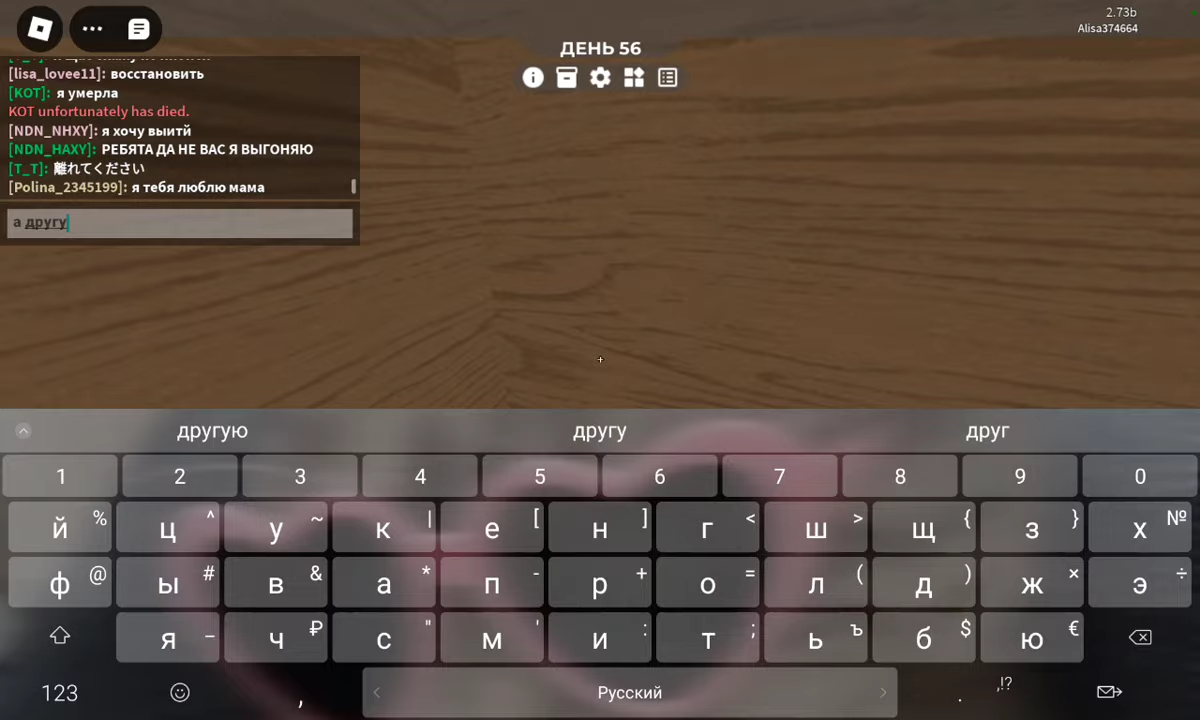 2.73b
Alisa374664
ДЕНЬ 56
[lisa_lovee11]: восстановить
[KOT]: я умерла
KOT unfortunately has died.
[NDN_NHXY]: я хочу выитй
[NDN_HAXY]: РЕБЯТА ДА НЕ ВАС Я ВЫГОНЯЮ
[T_T]: 離れてください
[Polina_2345199]: я тебя люблю мама
а другу
другую другу друг
1 2 3 4 5 6 7 8 9 0
й % ц ^ у ~ к | е [ н ] г < ш > щ { з } х №
ф @ ы # в & а * п - р + о = л ( д ) ж × э ÷
я _ ч ₽ с " м ' и : т ; ь ъ б $ ю €
123 , < Русский > . ,!?